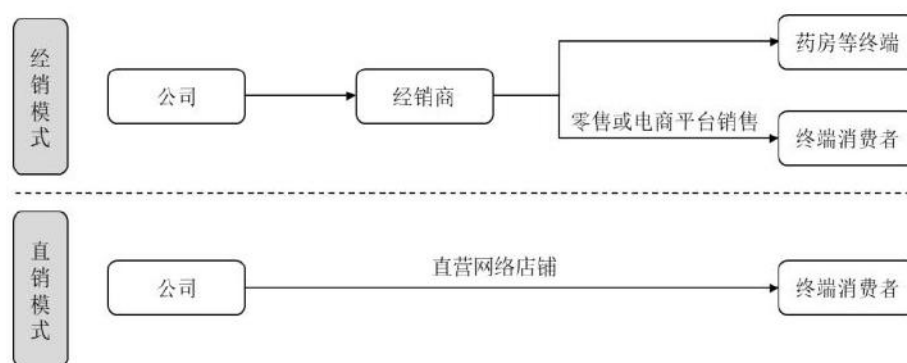 经销模式
公司
经销商
药房等终端
零售或电商平台销售
终端消费者
直销模式
公司
直营网络店铺
终端消费者